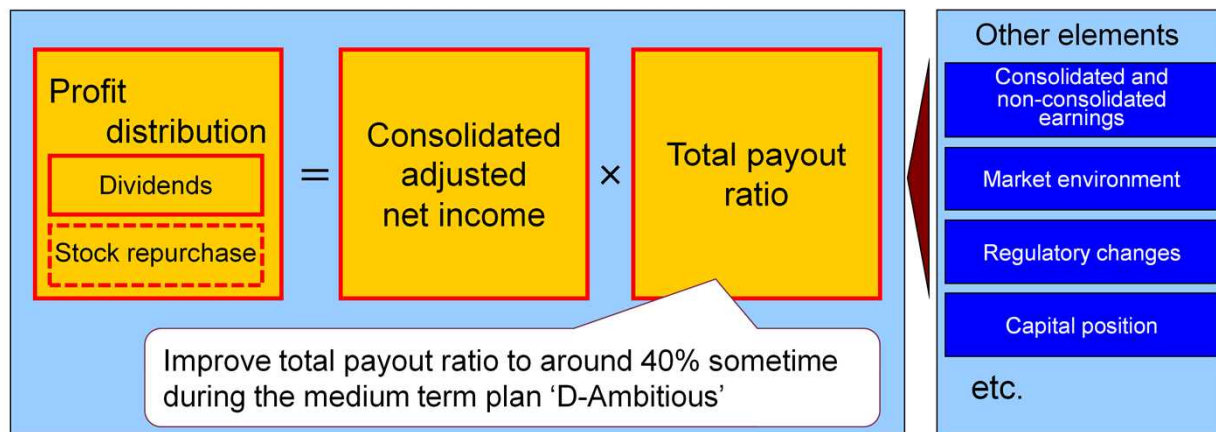 Profit
distribution
Dividends
Stock repurchase
=
Consolidated
adjusted
net income
×
Total payout
ratio
Improve total payout ratio to around 40% sometime
during the medium term plan ‘D-Ambitious’
Other elements
Consolidated and
non-consolidated
earnings
Market environment
Regulatory changes
Capital position
etc.